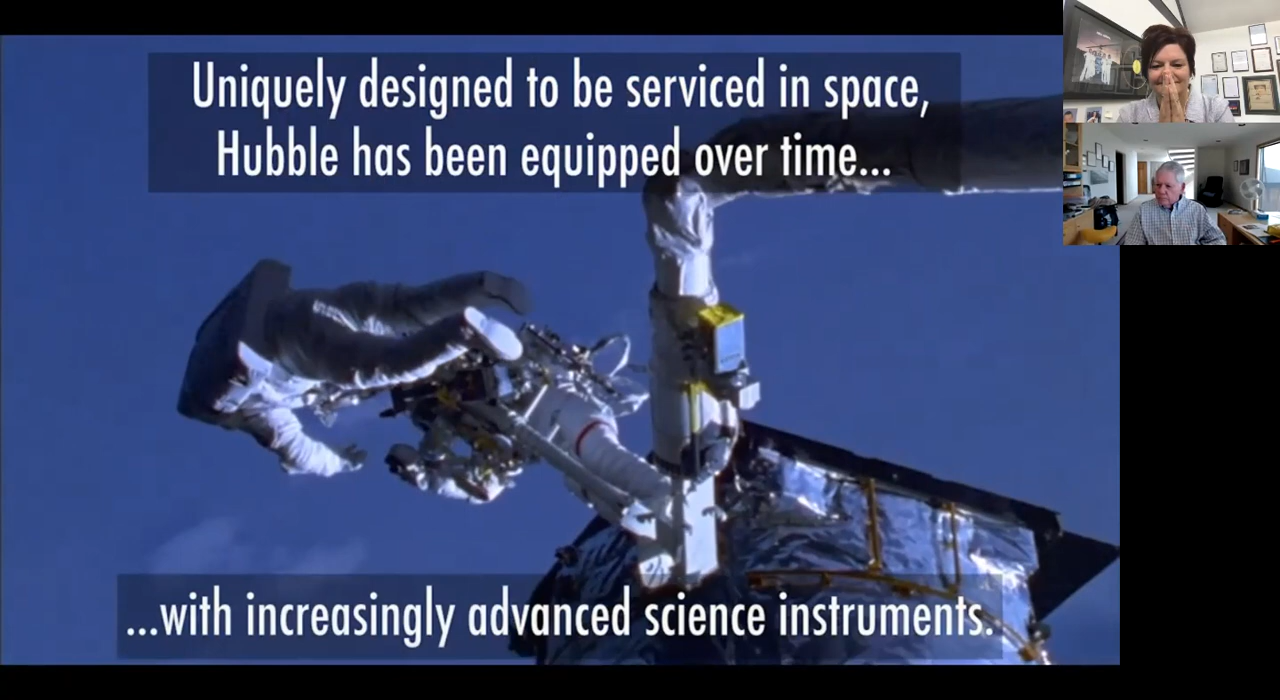 Uniquely designed to be serviced in space,
Hubble has been equipped over time...
...with increasingly advanced science instruments.